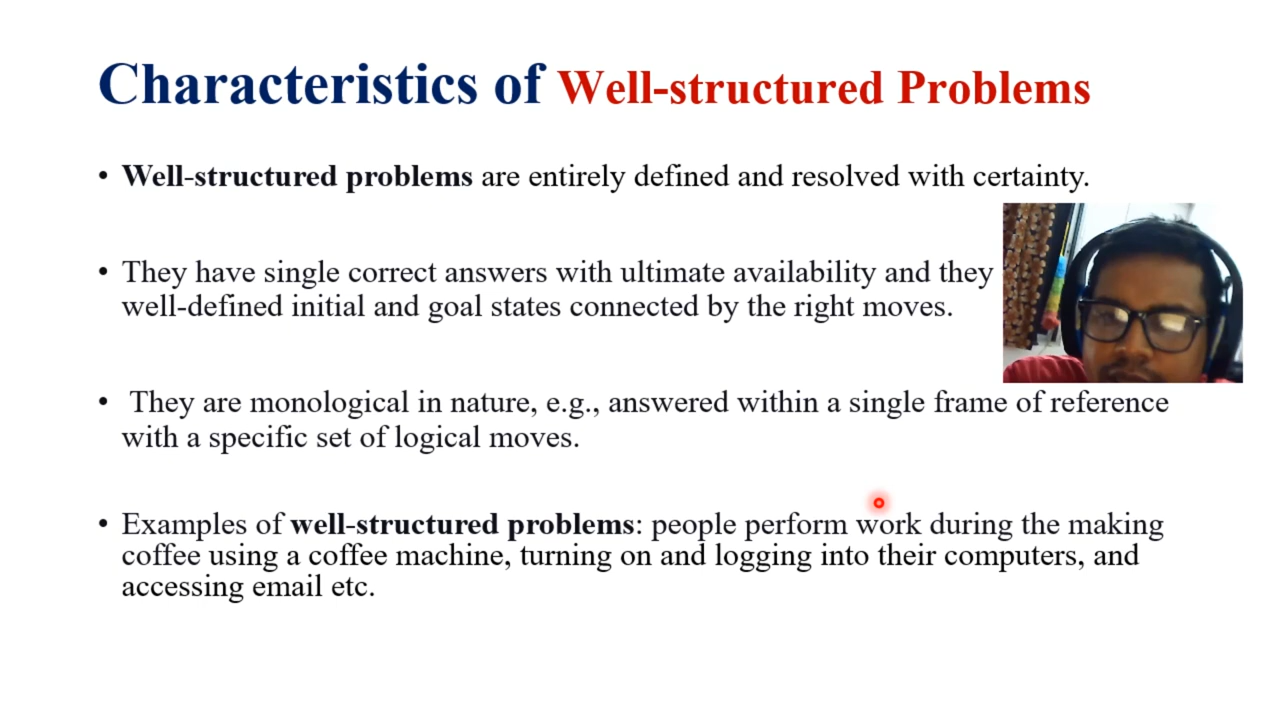 Characteristics of Well-structured Problems
• Well-structured problems are entirely defined and resolved with certainty.
• They have single correct answers with ultimate availability and they
well-defined initial and goal states connected by the right moves.
• They are monological in nature, e.g., answered within a single frame of reference
with a specific set of logical moves.
• Examples of well-structured problems: people perform work during the making
coffee using a coffee machine, turning on and logging into their computers, and
accessing email etc.